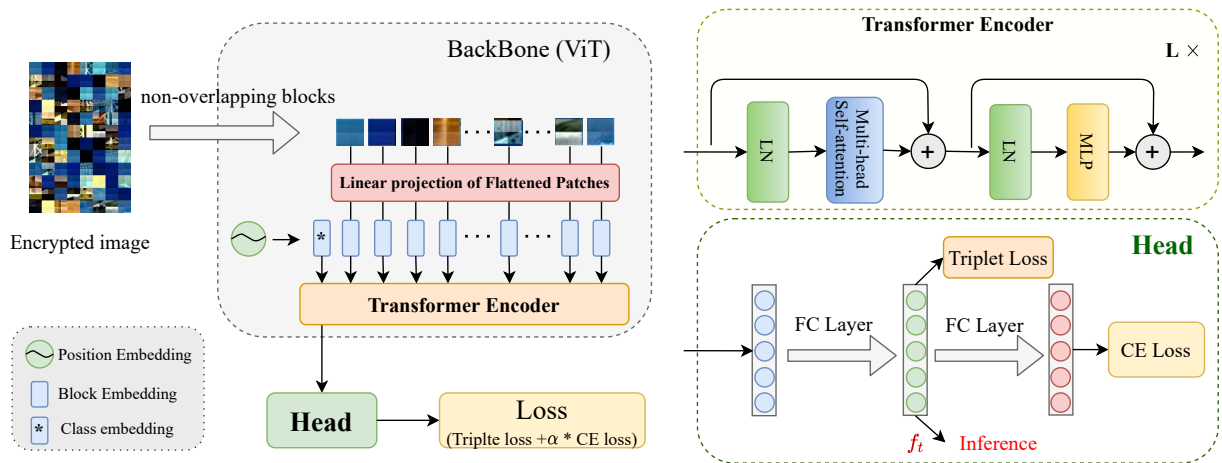 BackBone (ViT)
non-overlapping blocks
Encrypted image
Linear projection of Flattened Patches
*
Transformer Encoder
Position Embedding
Block Embedding
* Class embedding
Head
Loss
(Triplte loss +α * CE loss)
Transformer Encoder
L ×
LN
Multi-head
Self-attention
+
LN
MLP
+
Head
Triplet Loss
FC Layer
FC Layer
CE Loss
f_t
Inference